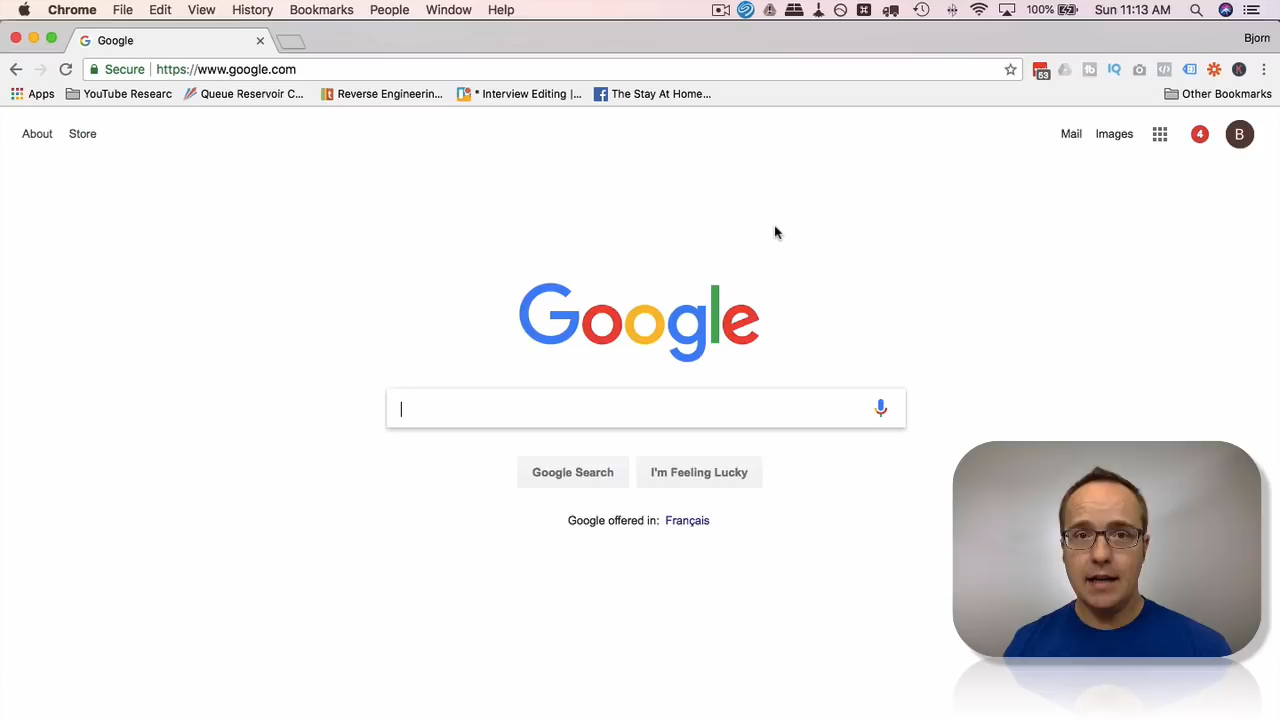 Chrome File Edit View History Bookmarks People Window Help 100% Sun 11:13 AM
Google Bjorn
Secure https://www.google.com 53
Apps YouTube Researc Queue Reservoir C... Reverse Engineerin... * Interview Editing |... The Stay At Home... Other Bookmarks
About Store Mail Images 4 B
Google
Google Search I'm Feeling Lucky
Google offered in: Français